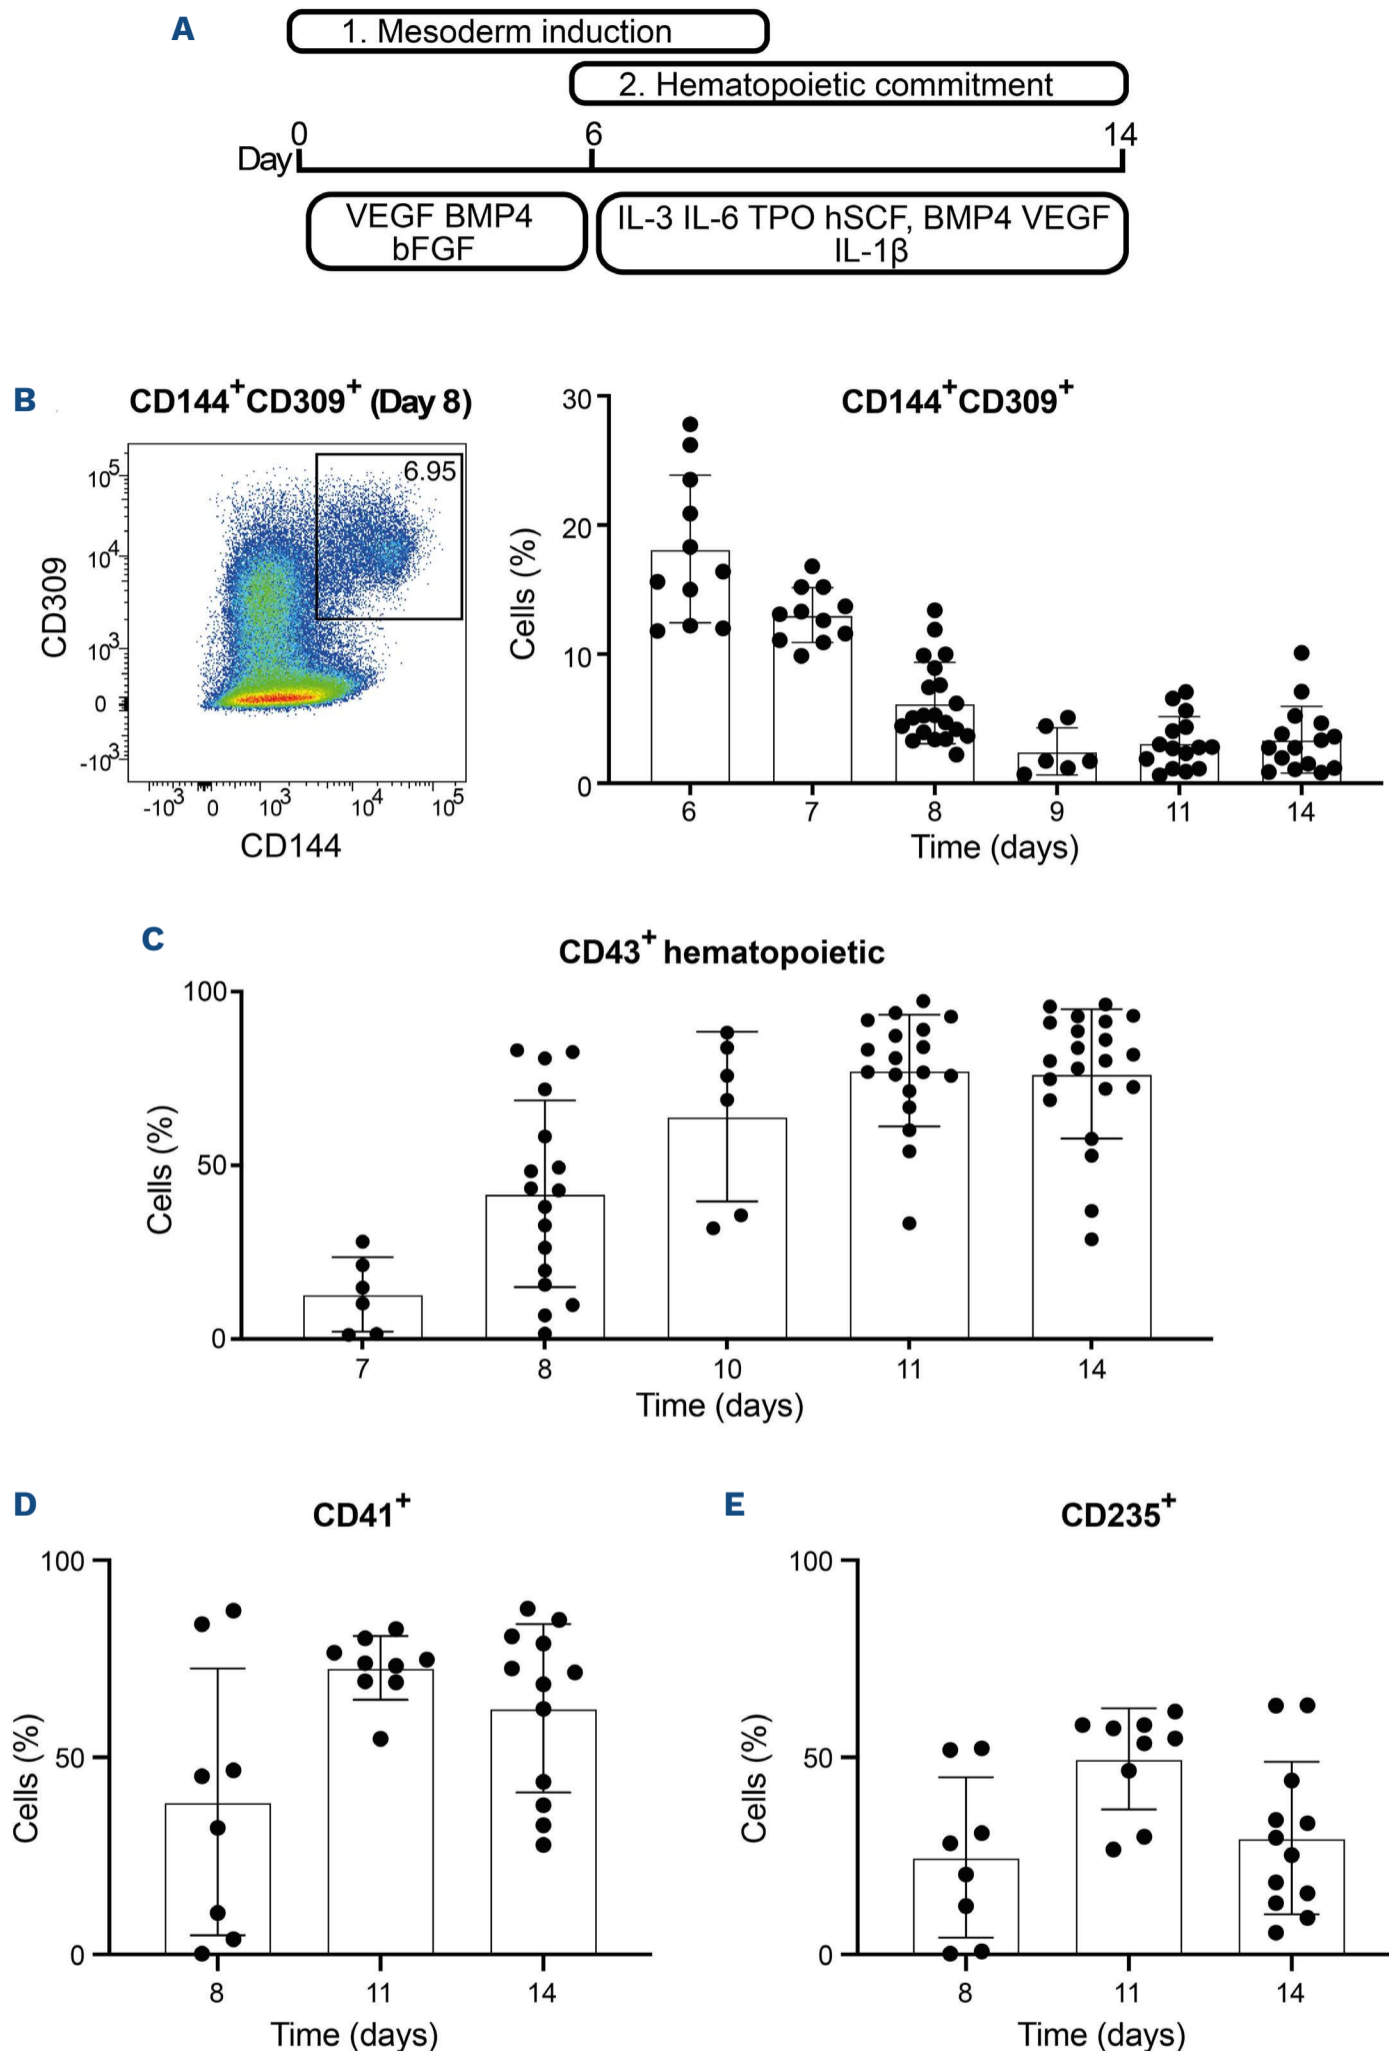 A
1. Mesoderm induction
2. Hematopoietic commitment
0 6 14
Day
VEGF BMP4
bFGF
IL-3 IL-6 TPO hSCF, BMP4 VEGF
IL-1β
B
CD144+CD309+ (Day 8)
6.95
10^5
10^4
10^3
0
-10^3
CD309
-10^3 0 10^3 10^4 10^5
CD144
CD144+CD309+
30
20
10
0
Cells (%)
6 7 8 9 11 14
Time (days)
C
CD43+ hematopoietic
100
50
0
Cells (%)
7 8 10 11 14
Time (days)
D
CD41+
100
50
0
Cells (%)
8 11 14
Time (days)
E
CD235+
100
50
0
Cells (%)
8 11 14
Time (days)